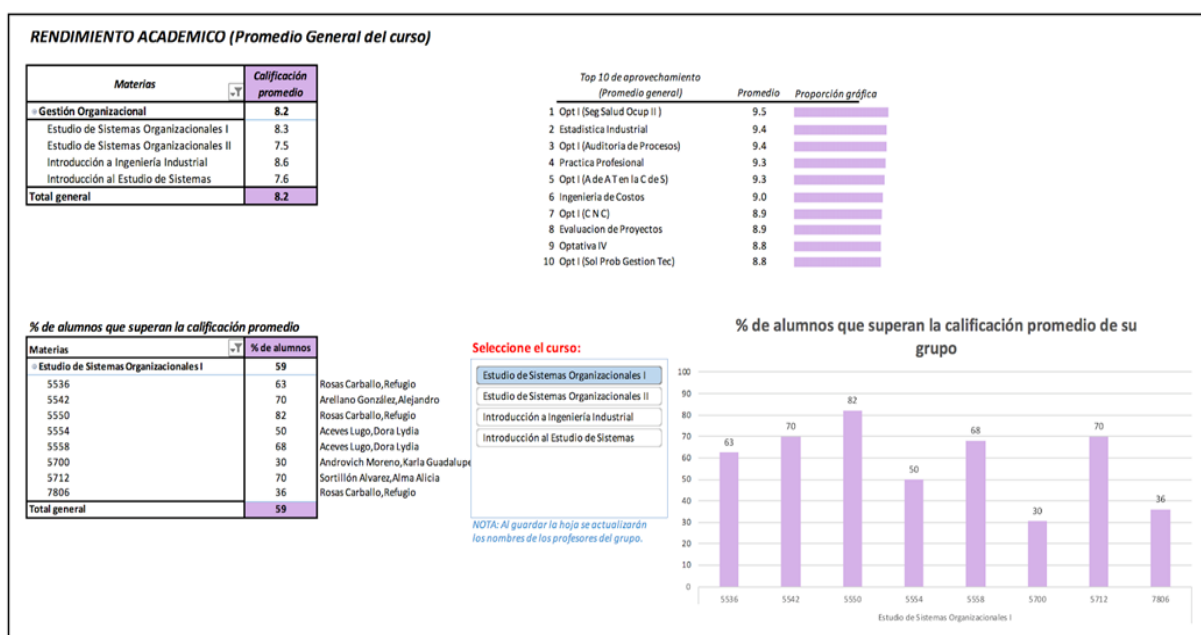 RENDIMIENTO ACADEMICO (Promedio General del curso)
Materias Calificación promedio
Gestión Organizacional 8.2
Estudio de Sistemas Organizacionales I 8.3
Estudio de Sistemas Organizacionales II 7.5
Introducción a Ingeniería Industrial 8.6
Introducción al Estudio de Sistemas 7.6
Total general 8.2
Top 10 de aprovechamiento
(Promedio general) Promedio Proporción gráfica
1 Opt I (Seg Salud Ocup II ) 9.5
2 Estadistica Industrial 9.4
3 Opt I (Auditoria de Procesos) 9.4
4 Practica Profesional 9.3
5 Opt I (A de A T en la C de S) 9.3
6 Ingenieria de Costos 9.0
7 Opt I (C N C) 8.9
8 Evaluacion de Proyectos 8.9
9 Optativa IV 8.8
10 Opt I (Sol Prob Gestion Tec) 8.8
% de alumnos que superan la calificación promedio
Materias % de alumnos
Estudio de Sistemas Organizacionales I 59
5536 63 Rosas Carballo,Refugio
5542 70 Arellano González,Alejandro
5550 82 Rosas Carballo,Refugio
5554 50 Aceves Lugo,Dora Lydia
5558 68 Aceves Lugo,Dora Lydia
5700 30 Androvich Moreno,Karla Guadalupe
5712 70 Sortillón Alvarez,Alma Alicia
7806 36 Rosas Carballo,Refugio
Total general 59
Seleccione el curso:
Estudio de Sistemas Organizacionales I
Estudio de Sistemas Organizacionales II
Introducción a Ingeniería Industrial
Introducción al Estudio de Sistemas
NOTA: Al guardar la hoja se actualizarán
los nombres de los profesores del grupo.
% de alumnos que superan la calificación promedio de su
grupo
100
90
80
70
60
50
40
30
20
10
0
63 70 82 50 68 30 70 36
5536 5542 5550 5554 5558 5700 5712 7806
Estudio de Sistemas Organizacionales I